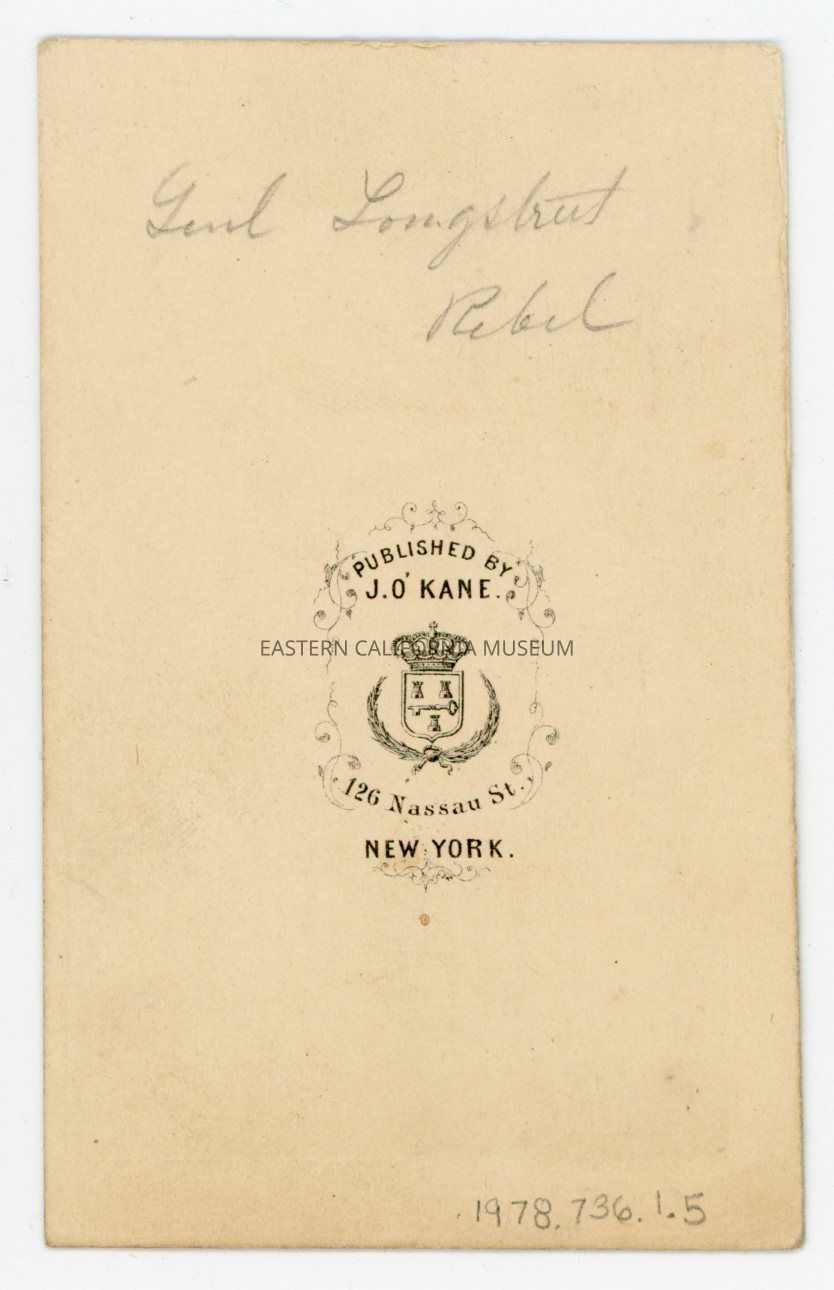 Genl Longstreet
Rebel
PUBLISHED BY
J. O'KANE.
EASTERN CALIFORNIA MUSEUM
126 Nassau St.,
NEW YORK.
1978.736.1.5